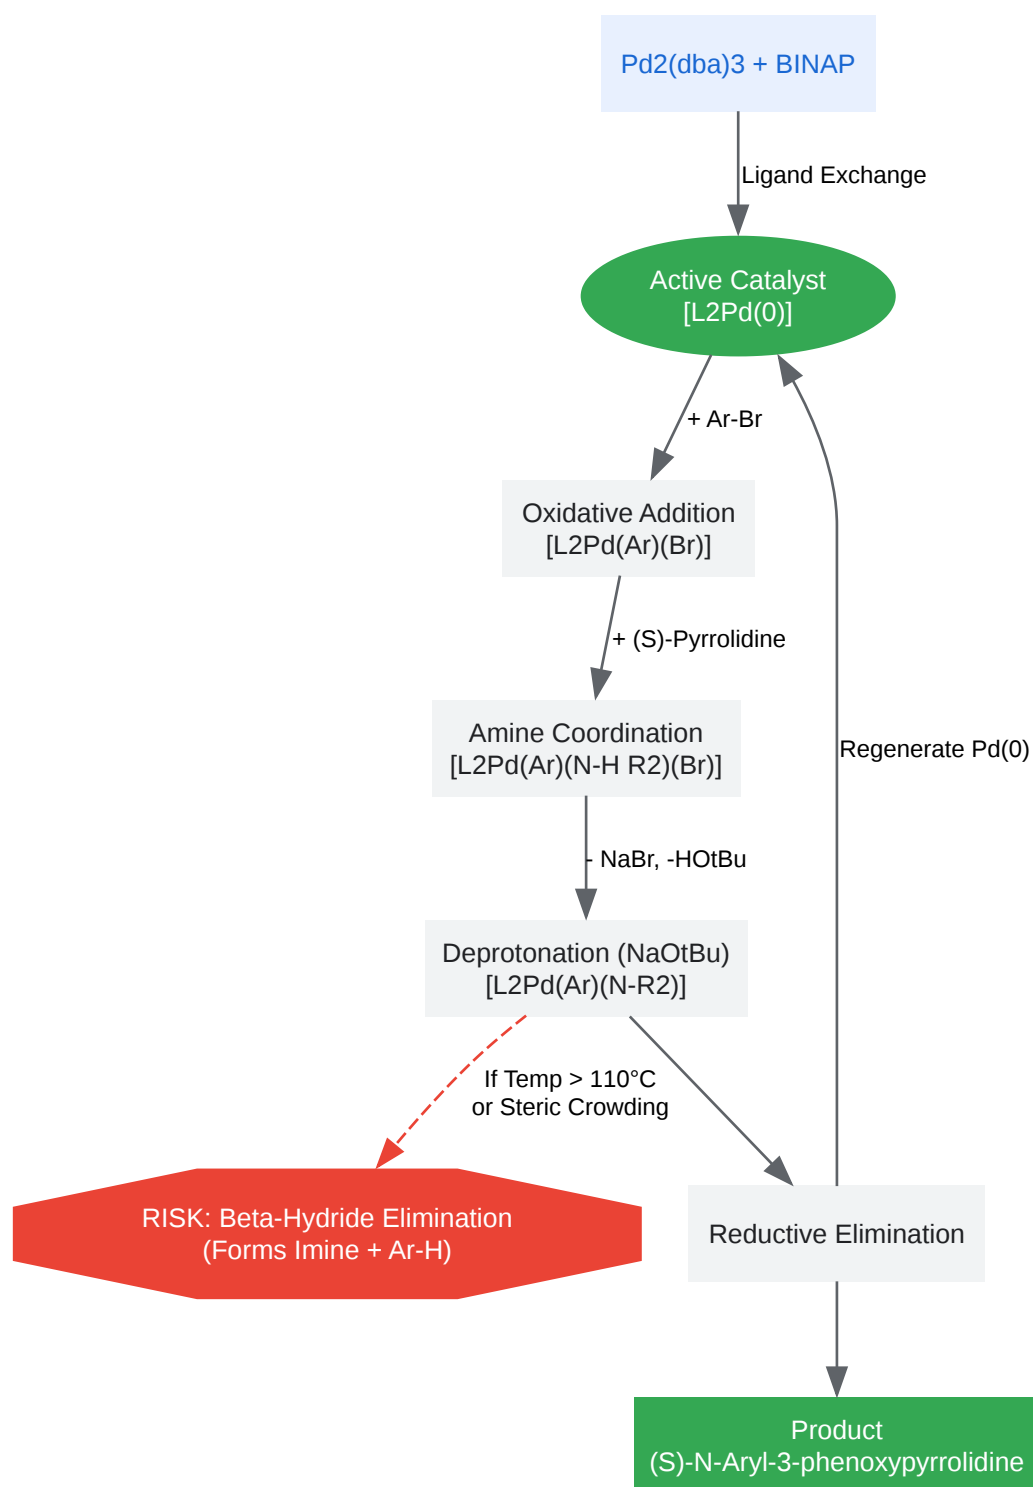 Pd2(dba)3 + BINAP
Ligand Exchange
Active Catalyst
[L2Pd(0)]
+ Ar-Br
Oxidative Addition
[L2Pd(Ar)(Br)]
+ (S)-Pyrrolidine
Amine Coordination
[L2Pd(Ar)(N-H R2)(Br)]
Regenerate Pd(0)
- NaBr, -HOtBu
Deprotonation (NaOtBu)
[L2Pd(Ar)(N-R2)]
If Temp > 110°C
or Steric Crowding
RISK: Beta-Hydride Elimination
(Forms Imine + Ar-H)
Reductive Elimination
Product
(S)-N-Aryl-3-phenoxypyrrolidine